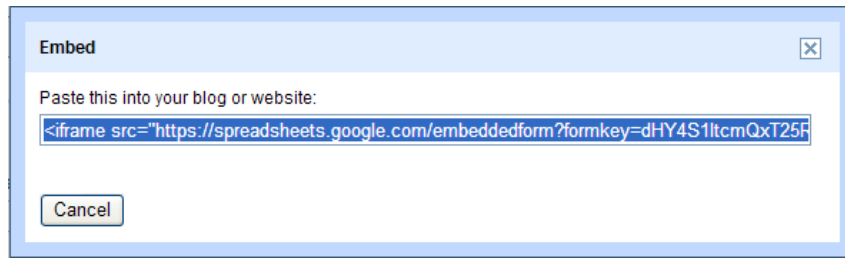 Embed
Paste this into your blog or website:
<iframe src="https://spreadsheets.google.com/embeddedform?formkey=dHY4S1ltcmQxT25R
Cancel